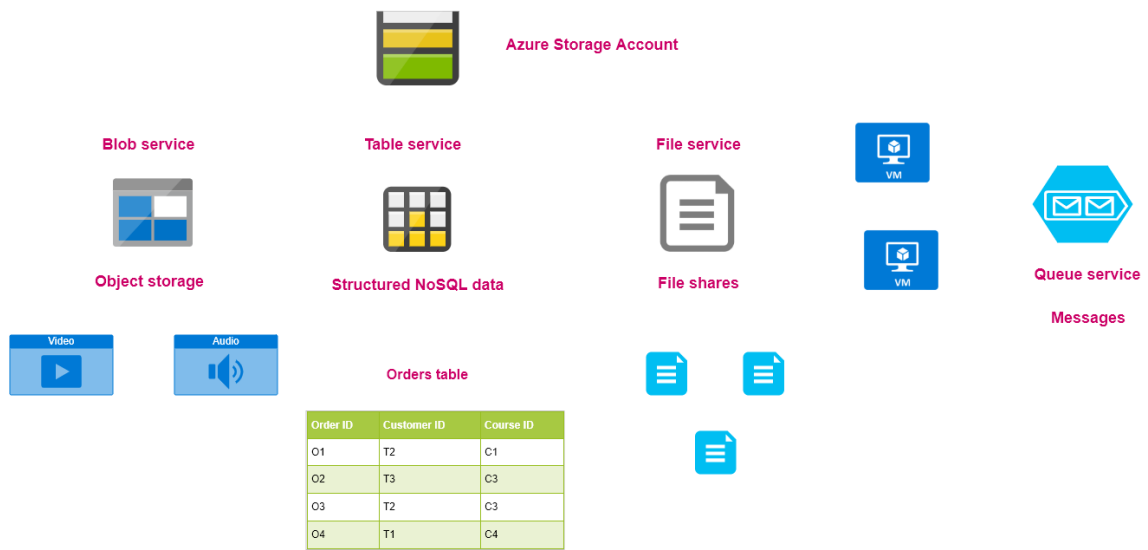 Azure Storage Account
Blob service
Table service
File service
VM
VM
Object storage
Structured NoSQL data
File shares
Queue service
Messages
Video
Audio
Orders table
Order ID Customer ID Course ID
O1 T2 C1
O2 T3 C3
O3 T2 C3
O4 T1 C4